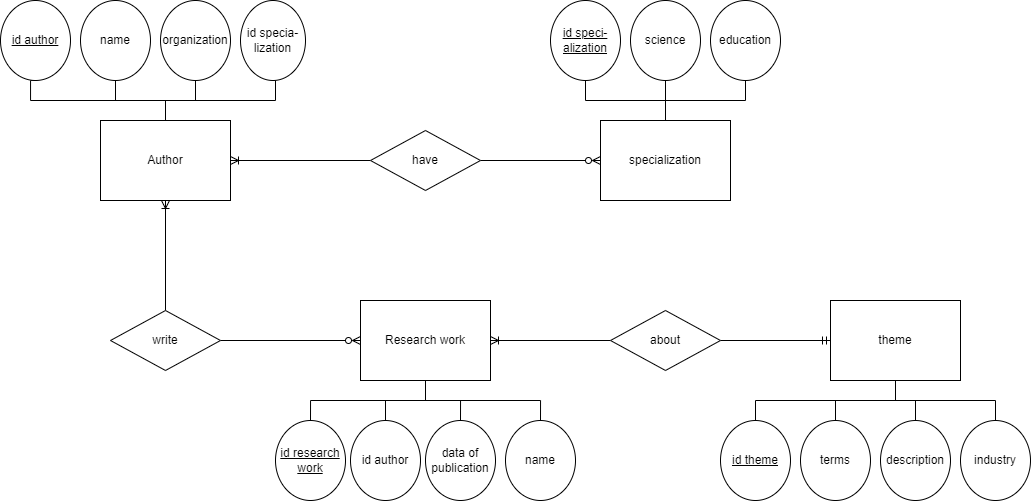 id author
name
organization
id specia-
lization
id speci-
alization
science
education
Author
have
specialization
write
Research work
about
theme
id research
work
id author
data of
publication
name
id theme
terms
description
industry